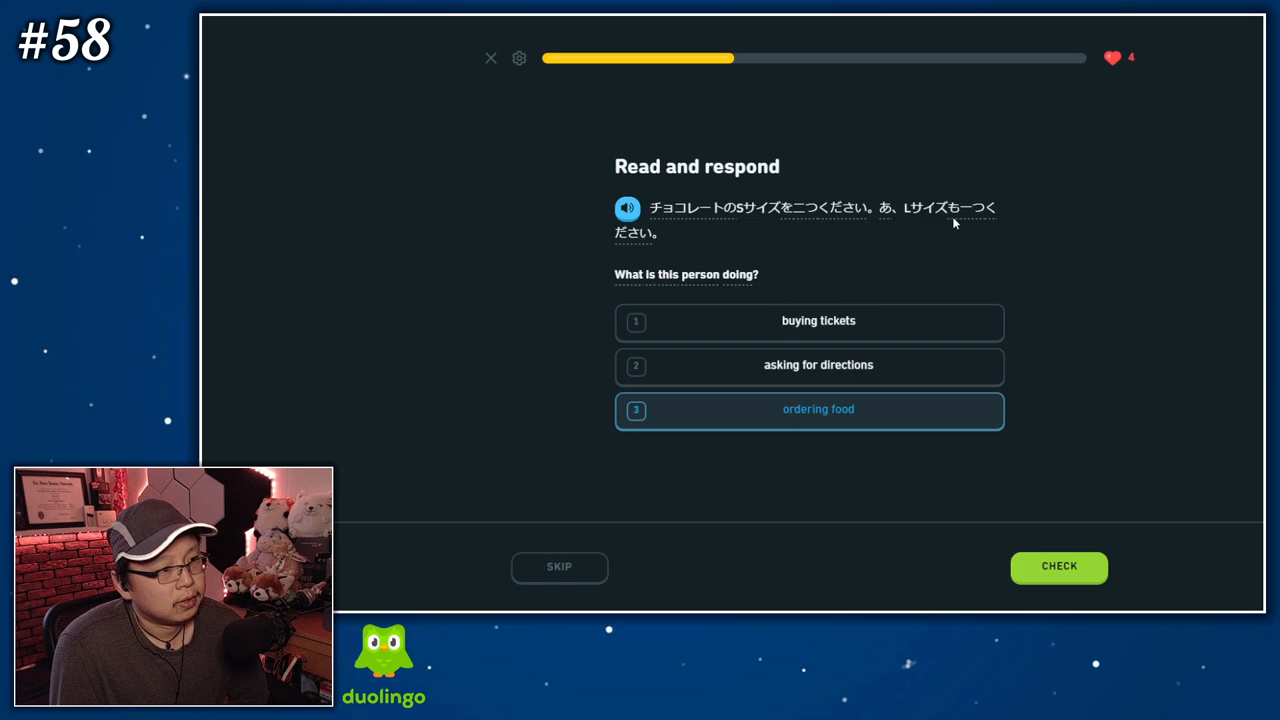 #58
4
Read and respond
チョコレートのSサイズを二つください。あ、Lサイズも一つく
ださい。
What is this person doing?
1 buying tickets
2 asking for directions
3 ordering food
SKIP
CHECK
duolingo